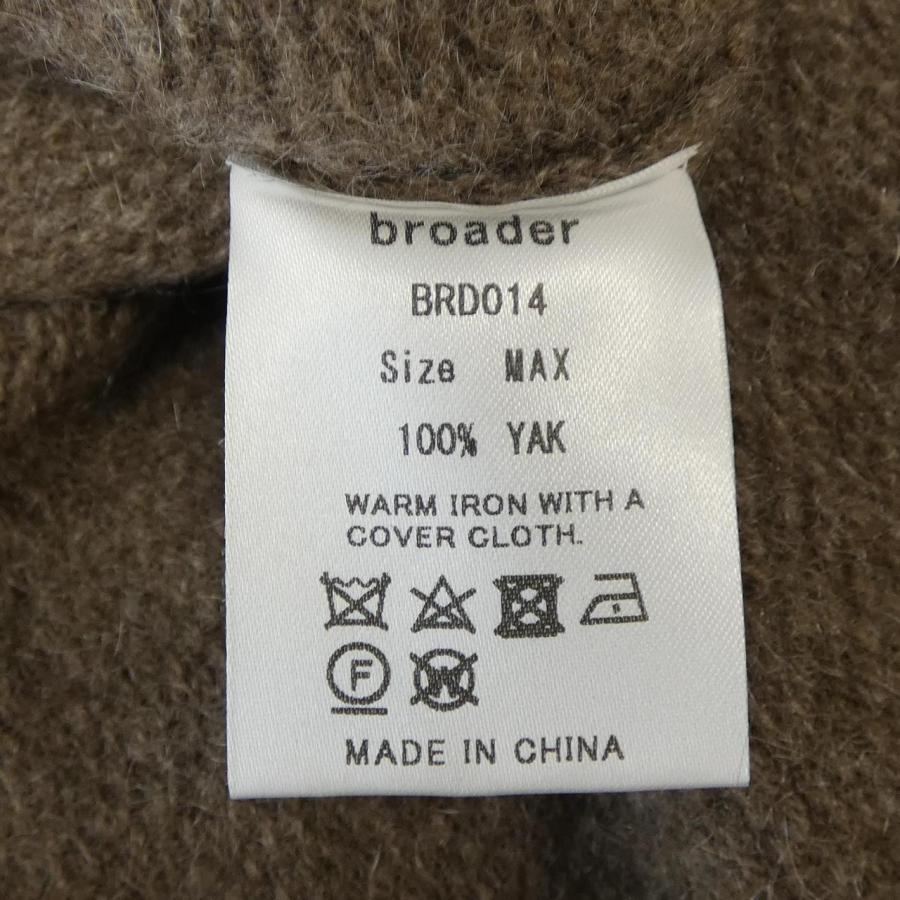 broader
BRD014
Size MAX
100% YAK
WARM IRON WITH A
COVER CLOTH.
F W
MADE IN CHINA